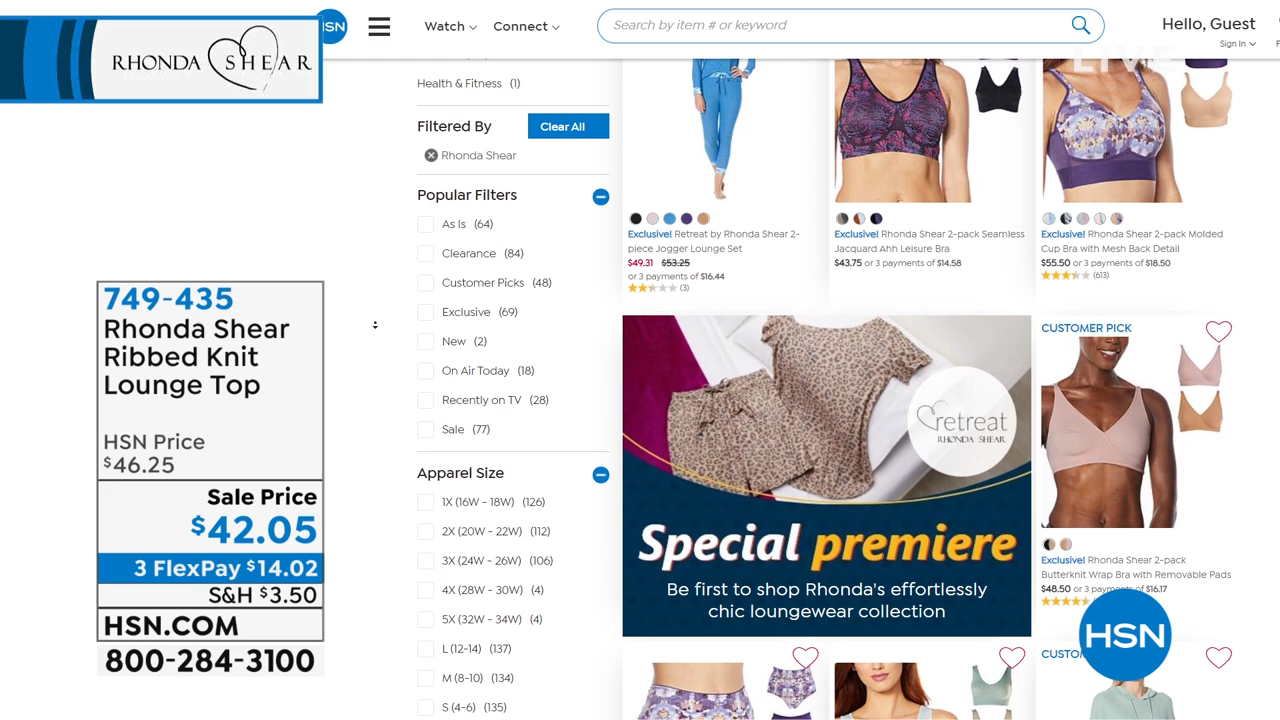 RHONDA SHEAR
HSN
Watch
Connect
Search by item # or keyword
Hello, Guest
Sign In
LIVE
Health & Fitness (1)
Filtered By
Clear All
Rhonda Shear
Popular Filters
As Is (64)
Clearance (84)
Customer Picks (48)
Exclusive (69)
New (2)
On Air Today (18)
Recently on TV (28)
Sale (77)
Apparel Size
1X (16W - 18W) (126)
2X (20W - 22W) (112)
3X (24W - 26W) (106)
4X (28W - 30W) (4)
5X (32W - 34W) (4)
L (12-14) (137)
M (8-10) (134)
S (4-6) (135)
749-435
Rhonda Shear
Ribbed Knit
Lounge Top
HSN Price
$46.25
Sale Price
$42.05
3 FlexPay $14.02
S&H $3.50
HSN.COM
800-284-3100
Exclusive! Retreat by Rhonda Shear 2-
piece Jogger Lounge Set
$49.31 $53.25
or 3 payments of $16.44
(3)
Exclusive! Rhonda Shear 2-pack Seamless
Jacquard Ahh Leisure Bra
$43.75 or 3 payments of $14.58
Exclusive! Rhonda Shear 2-pack Molded
Cup Bra with Mesh Back Detail
$55.50 or 3 payments of $18.50
(613)
retreat
RHONDA SHEAR
Special premiere
Be first to shop Rhonda's effortlessly
chic loungewear collection
CUSTOMER PICK
Exclusive! Rhonda Shear 2-pack
Butterknit Wrap Bra with Removable Pads
$48.50 or 3 payments of $16.17
HSN